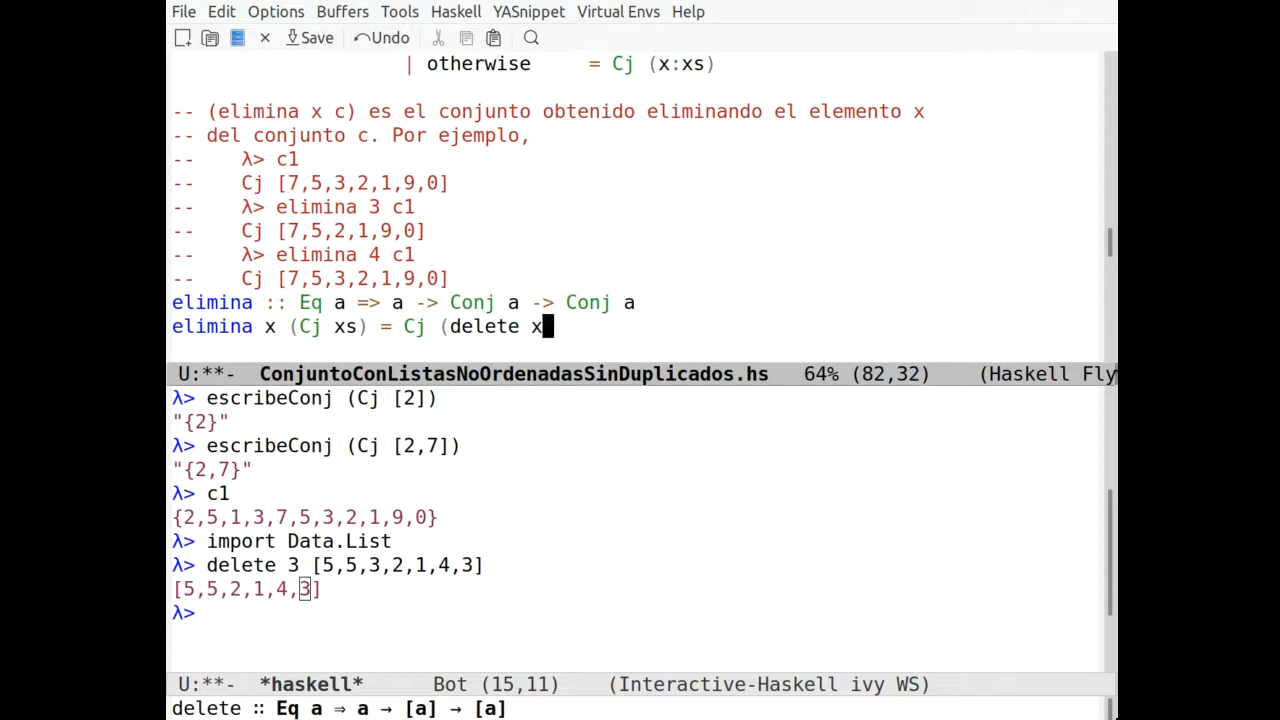 File Edit Options Buffers Tools Haskell YASnippet Virtual Envs Help
Save Undo
| otherwise = Cj (x:xs)
-- (elimina x c) es el conjunto obtenido eliminando el elemento x
-- del conjunto c. Por ejemplo,
-- λ> c1
-- Cj [7,5,3,2,1,9,0]
-- λ> elimina 3 c1
-- Cj [7,5,2,1,9,0]
-- λ> elimina 4 c1
-- Cj [7,5,3,2,1,9,0]
elimina :: Eq a => a -> Conj a -> Conj a
elimina x (Cj xs) = Cj (delete x
U:**- ConjuntoConListasNoOrdenadasSinDuplicados.hs 64% (82,32) (Haskell Fly
λ> escribeConj (Cj [2])
"{2}"
λ> escribeConj (Cj [2,7])
"{2,7}"
λ> c1
{2,5,1,3,7,5,3,2,1,9,0}
λ> import Data.List
λ> delete 3 [5,5,3,2,1,4,3]
[5,5,2,1,4,3]
λ>
U:**- *haskell* Bot (15,11) (Interactive-Haskell ivy WS)
delete ∷ Eq a ⇒ a → [a] → [a]